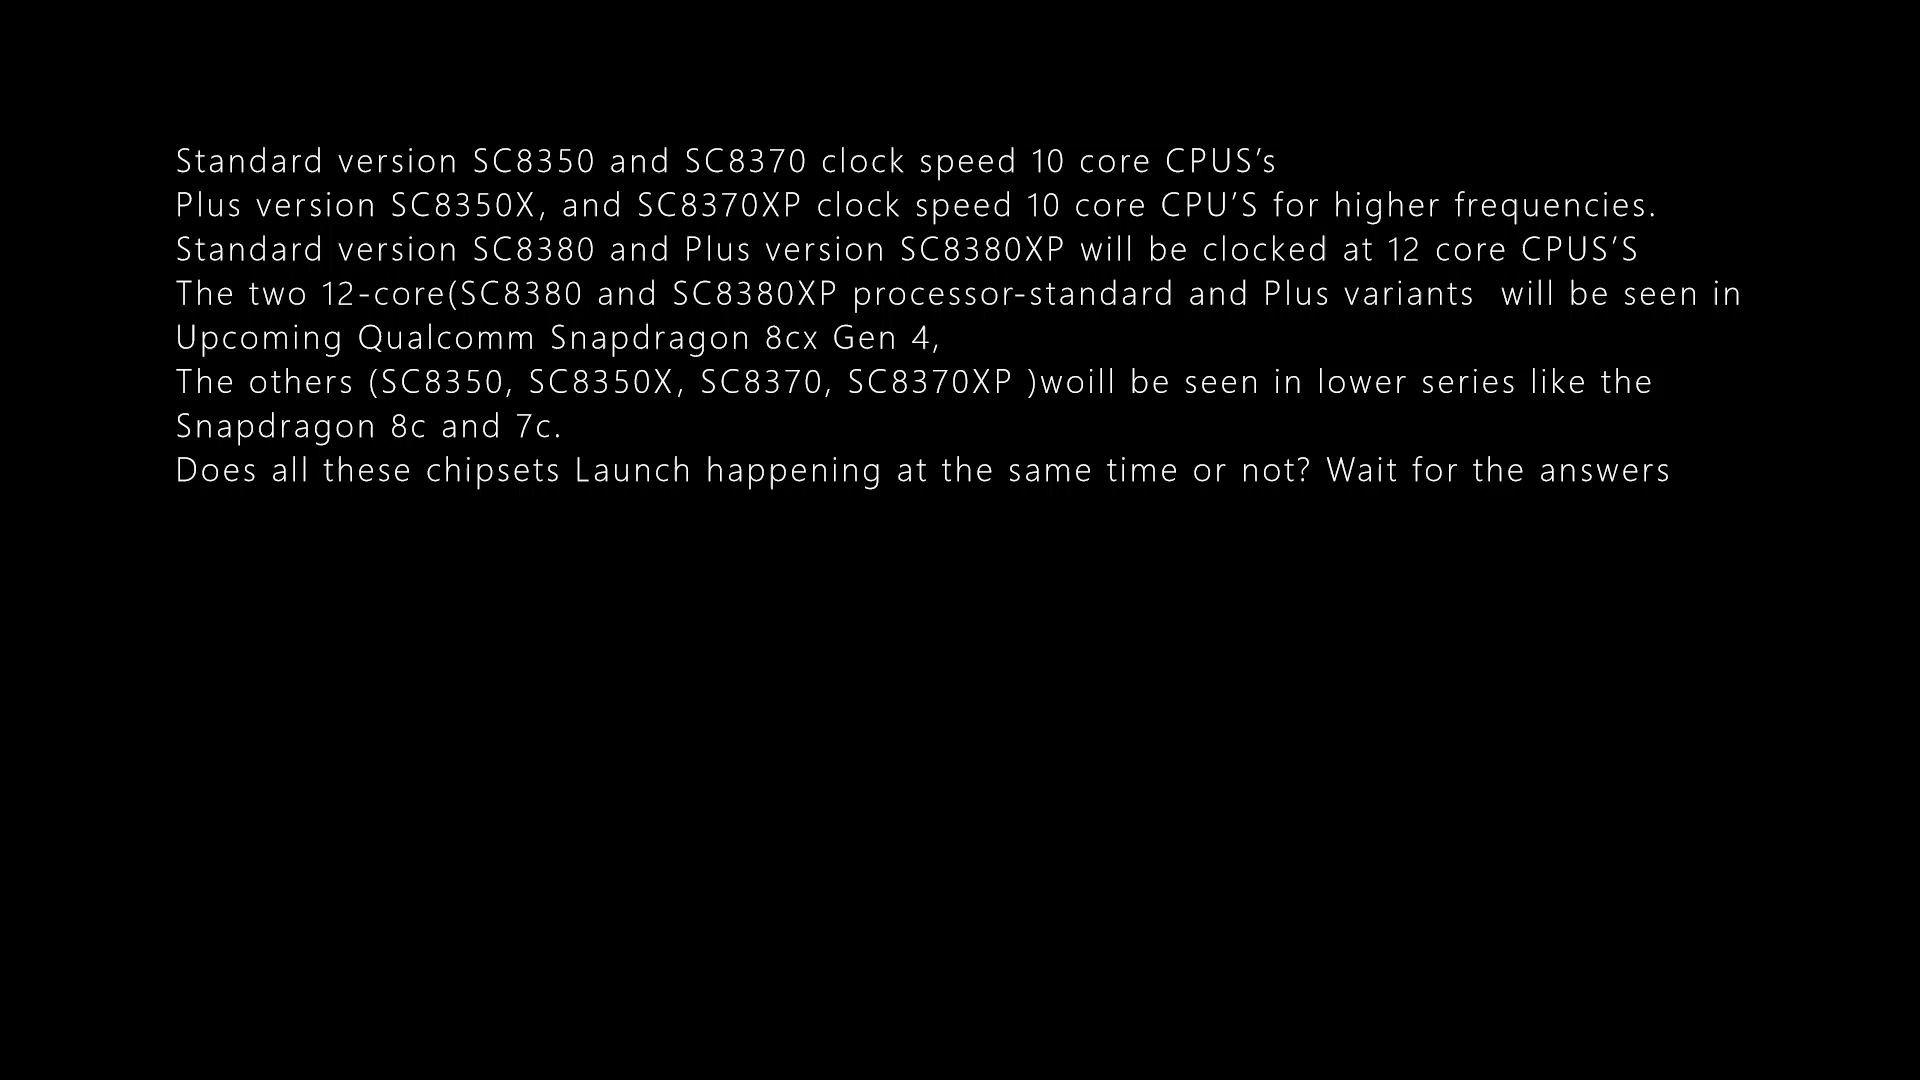 Standard version SC8350 and SC8370 clock speed 10 core CPUS’s
Plus version SC8350X, and SC8370XP clock speed 10 core CPU’S for higher frequencies.
Standard version SC8380 and Plus version SC8380XP will be clocked at 12 core CPUS’S
The two 12-core(SC8380 and SC8380XP processor-standard and Plus variants  will be seen in
Upcoming Qualcomm Snapdragon 8cx Gen 4,
The others (SC8350, SC8350X, SC8370, SC8370XP )woill be seen in lower series like the
Snapdragon 8c and 7c.
Does all these chipsets Launch happening at the same time or not? Wait for the answers